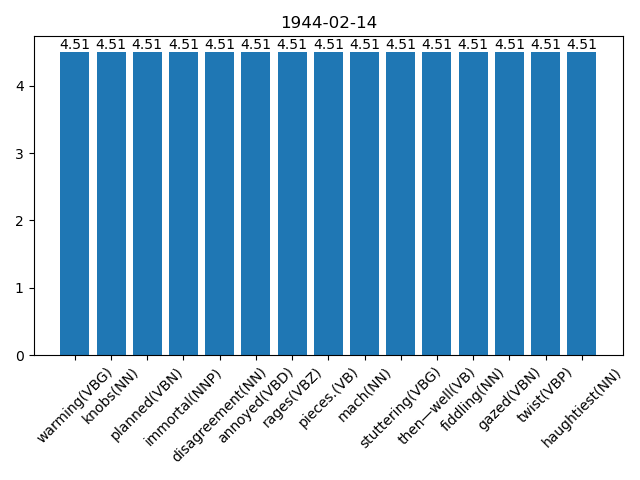 1944-02-14
4.51 4.51 4.51 4.51 4.51 4.51 4.51 4.51 4.51 4.51 4.51 4.51 4.51 4.51 4.51
4
3
2
1
0
warming(VBG)
knobs(NN)
planned(VBN)
immortal(NNP)
disagreement(NN)
annoyed(VBD)
rages(VBZ)
pieces.(VB)
mach(NN)
stuttering(VBG)
then—well(VB)
fiddling(NN)
gazed(VBN)
twist(VBP)
haughtiest(NN)